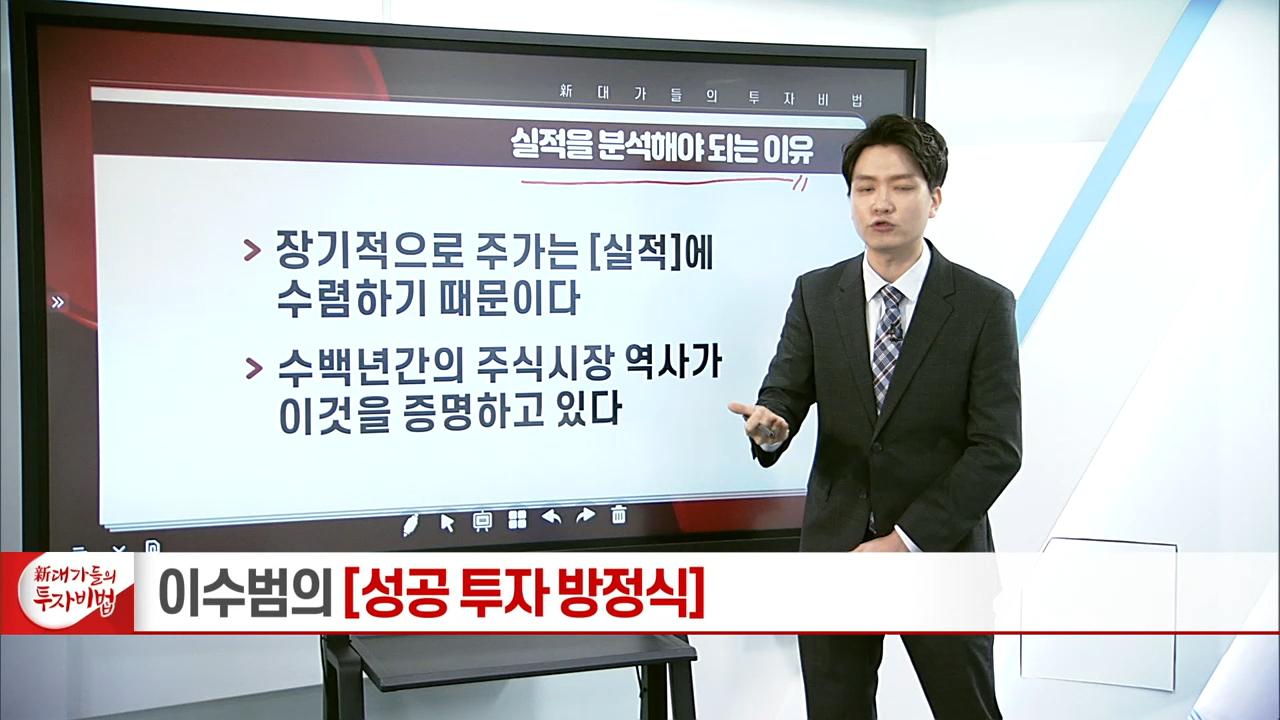 新 대 가 들 의 투 자 비 법
실적을 분석해야 되는 이유
장기적으로 주가는 [실적]에
수렴하기 때문이다
수백년간의 주식시장 역사가
이것을 증명하고 있다
新대가들의
투자비법
이수범의 [성공 투자 방정식]